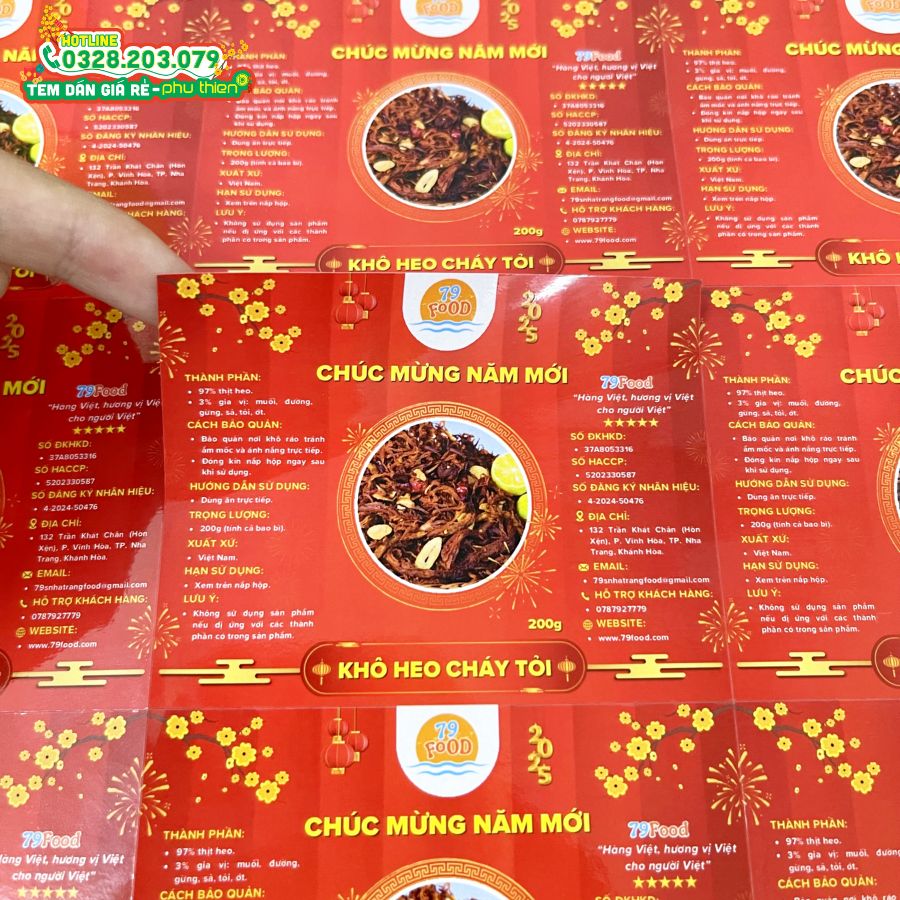 HOTLINE
0328.203.079
TEM DÁN GIÁ RẺ - phu thien
79
FOOD
2025
CHÚC MỪNG NĂM MỚI
THÀNH PHẦN:
• 97% thịt heo.
• 3% gia vị: muối, đường,
gừng, sả, tỏi, ớt.
CÁCH BẢO QUẢN:
• Bảo quản nơi khô ráo tránh
ẩm mốc và ánh nắng trực tiếp.
• Đóng kín nắp hộp ngay sau
khi sử dụng.
HƯỚNG DẪN SỬ DỤNG:
• Dùng ăn trực tiếp.
TRỌNG LƯỢNG:
• 200g (tính cả bao bì).
XUẤT XỨ:
• Việt Nam.
HẠN SỬ DỤNG:
• Xem trên nắp hộp.
LƯU Ý:
• Không sử dụng sản phẩm
nếu dị ứng với các thành
phần có trong sản phẩm.
79Food
"Hàng Việt, hương vị Việt
cho người Việt"
SỐ ĐKHKD:
• 37A8053316
SỐ HACCP:
• 5202330587
SỐ ĐĂNG KÝ NHÃN HIỆU:
• 4-2024-50476
ĐỊA CHỈ:
• 132 Trần Khát Chân (Hòn
Xện), P. Vĩnh Hòa, TP. Nha
Trang, Khánh Hòa.
EMAIL:
• 79snhatrangfood@gmail.com
HỖ TRỢ KHÁCH HÀNG:
• 0787927779
WEBSITE:
• www.79food.com
200g
KHÔ HEO CHÁY TỎI